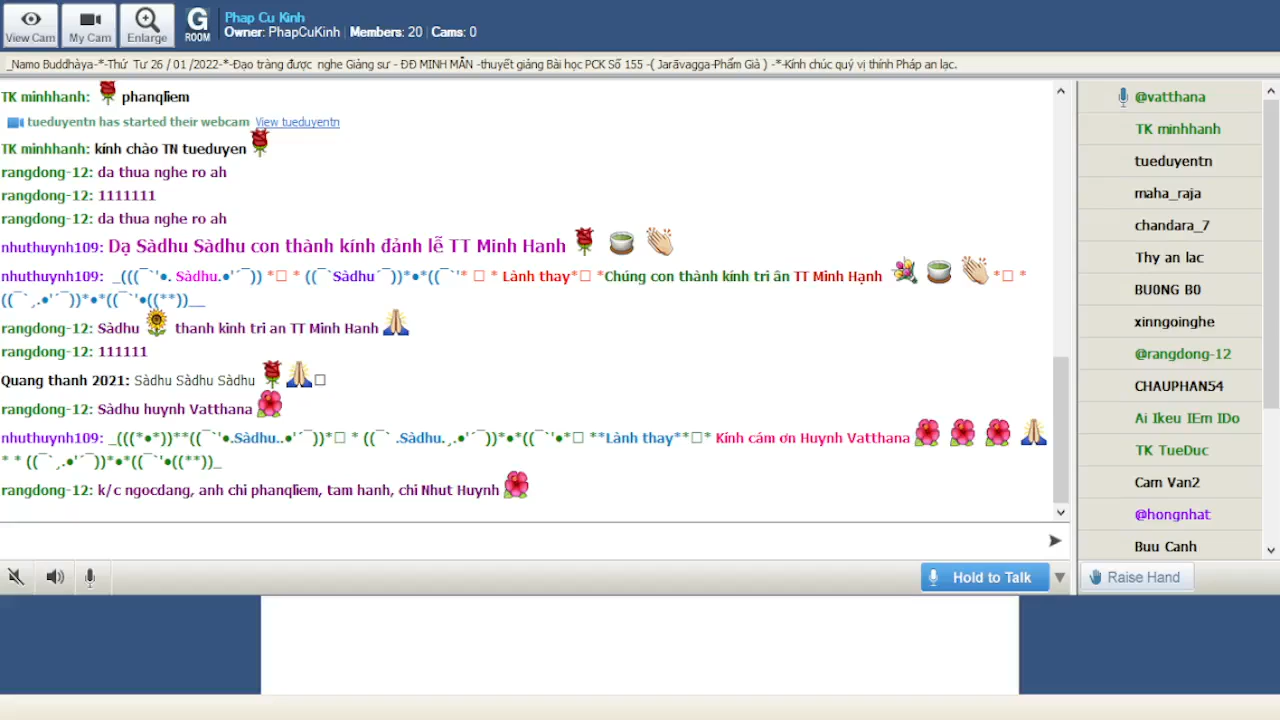 View Cam
My Cam
Enlarge
G
ROOM
Phap Cu Kinh
Owner: PhapCuKinh Members: 20 Cams: 0
_Namo Buddhàya-*-Thứ Tư 26 / 01 /2022-*-Đạo tràng được nghe Giảng sư - ĐĐ MINH MẪN -thuyết giảng Bài học PCK Số 155 -( Jarāvagga-Phẩm Già ) -*-Kính chúc quý vị thính Pháp an lạc.
TK minhhanh: phanqliem
tueduyentn has started their webcam View tueduyentn
TK minhhanh: kính chào TN tueduyen
rangdong-12: da thua nghe ro ah
rangdong-12: 1111111
rangdong-12: da thua nghe ro ah
nhuthuynh109: Dạ Sàdhu Sàdhu con thành kính đảnh lễ TT Minh Hanh
nhuthuynh109: _(((¯`'•. Sàdhu.•'´¯)) *□ * ((¯`Sàdhu´¯))*•*((¯`'* □ * Lành thay*□ *Chúng con thành kính tri ân TT Minh Hạnh *□ *
((¯`¸.•'´¯))*•*((¯`'•((**))__
rangdong-12: Sàdhu thanh kinh tri an TT Minh Hanh
rangdong-12: 111111
Quang thanh 2021: Sàdhu Sàdhu Sàdhu □
rangdong-12: Sàdhu huynh Vatthana
nhuthuynh109: _(((*•*))**((¯`'•.Sàdhu..•'´¯))*□ * ((¯` .Sàdhu.¸.•'´¯))*•*((¯`'•*□ **Lành thay**□* Kính cám ơn Huynh Vatthana
* * ((¯`¸.•'´¯))*•*((¯`'•((**))_
rangdong-12: k/c ngocdang, anh chi phanqliem, tam hanh, chi Nhut Huynh
Hold to Talk
@vatthana
TK minhhanh
tueduyentn
maha_raja
chandara_7
Thy an lac
BU0NG B0
xinngoinghe
@rangdong-12
CHAUPHAN54
Ai Ikeu IEm IDo
TK TueDuc
Cam Van2
@hongnhat
Buu Canh
Raise Hand